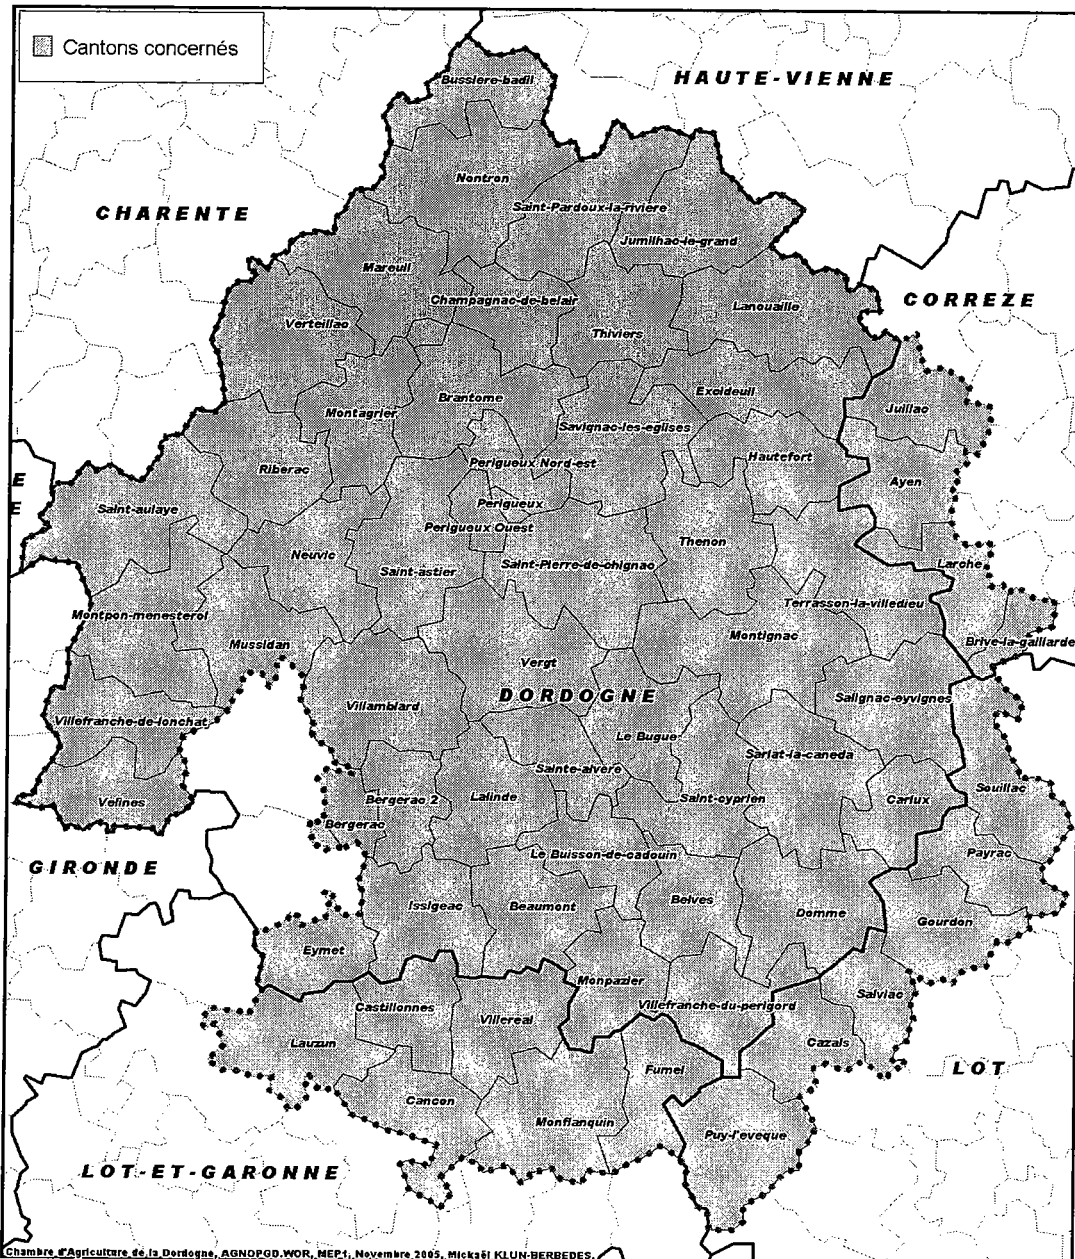 Cantons concernés
Bussiere-badil
HAUTE-VIENNE
Nontron
CHARENTE
Saint-Pardoux-la-riviere
Jumilhac-le-grand
Mareuil
Champagnac-de-belair
CORREZE
Lanouaille
Verteillac
Thiviers
Excideuil
Brantome
Juillac
Montagrier
Savignac-les-eglises
Hautefort
Perigueux Nord-est
Riberac
E
Ayen
Perigueux
Saint-aulaye
E
Perigueux Ouest
Thenon
Neuvic
Saint-astier
Saint-Pierre-de-chignac
Larche
Terrasson-la-villedieu
Montpon-menesterol
Montignac
Mussidan
Brive-la-gaillarde
Vergt
DORDOGNE
Salignac-eyvignes
Villamblard
Villefranche-de-lonchat
Le Bugue
Sarlat-la-caneda
Sainte-alvere
Souillac
Velines
Bergerac 2
Lalinde
Saint-cyprien
Carlux
Bergerac
Le Buisson-de-cadouin
Payrac
GIRONDE
Issigeac
Beaumont
Belves
Domme
Gourdon
Eymet
Monpazier
Salviac
Castillonnes
Villereal
Villefranche-du-perigord
Lauzun
Cazals
Fumel
LOT
Cancon
Monflanquin
Puy-l'eveque
LOT-ET-GARONNE
Chambre d'Agriculture de la Dordogne, AGNOPGD.WOR, MEP1, Novembre 2005, Mickaël KLUN-BERBEDES.